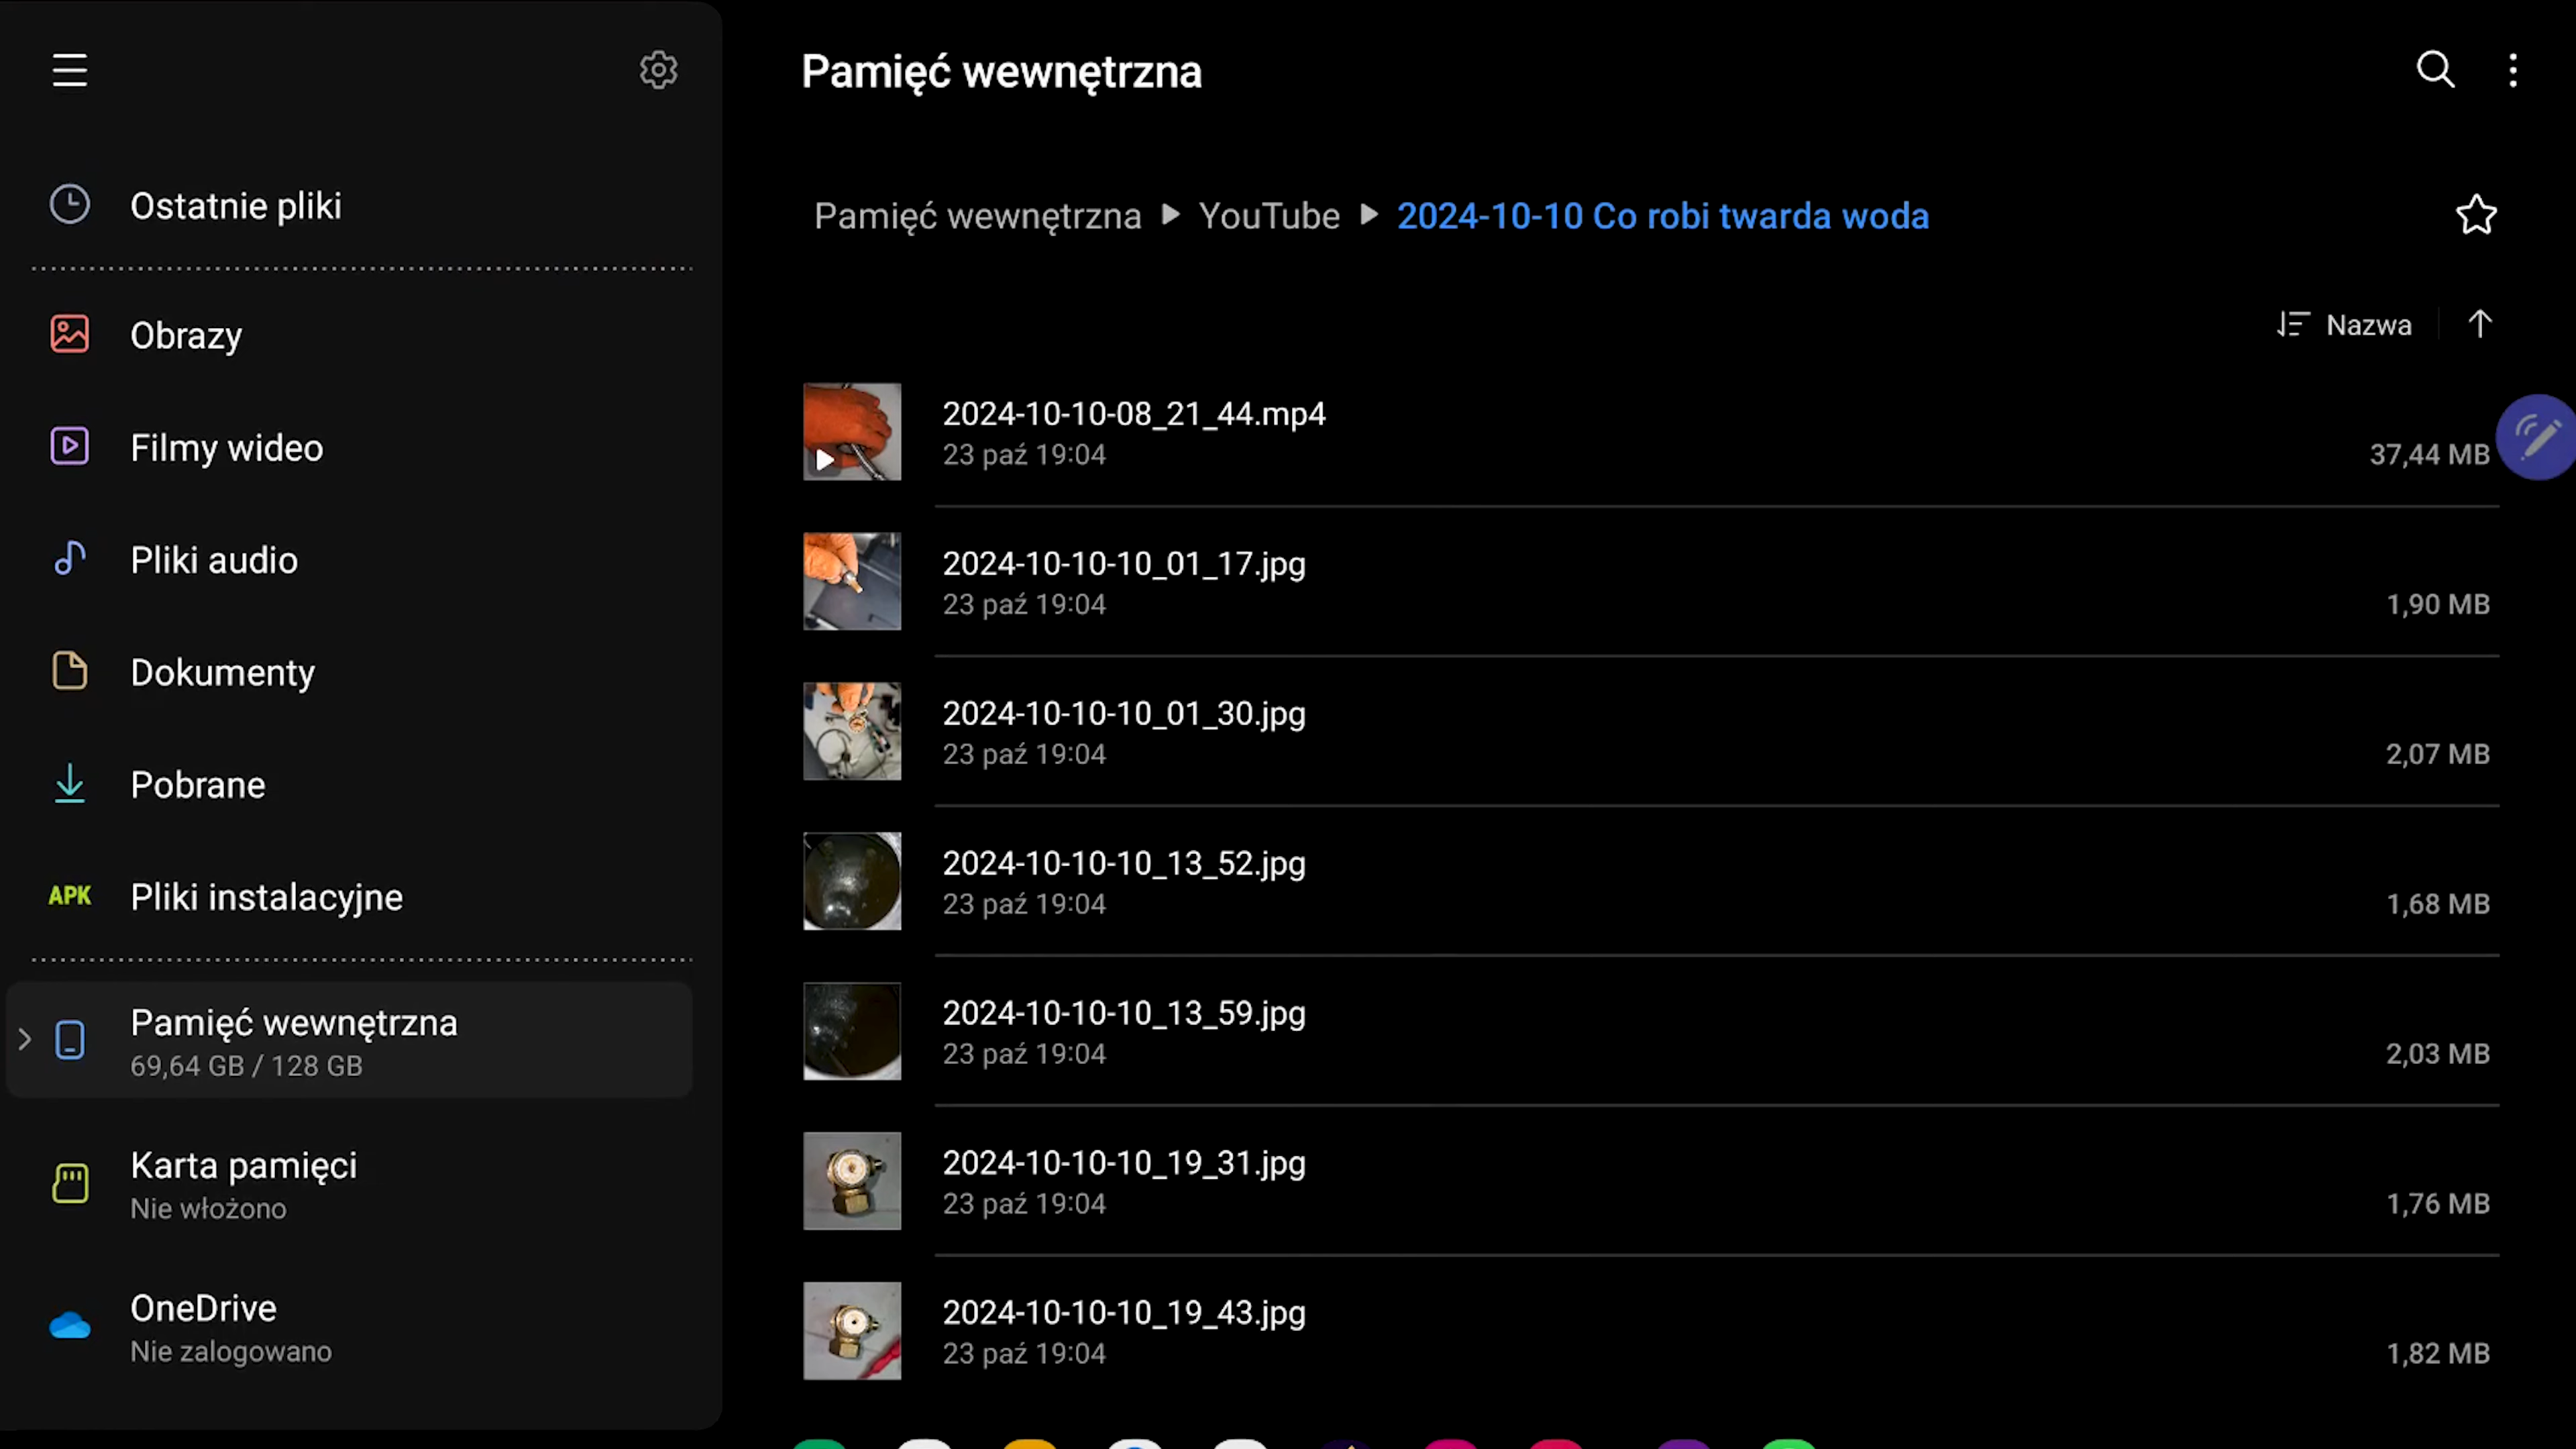 Ostatnie pliki
Obrazy
Filmy wideo
Pliki audio
Dokumenty
Pobrane
APK Pliki instalacyjne
Pamięć wewnętrzna
69,64 GB / 128 GB
Karta pamięci
Nie włożono
OneDrive
Nie zalogowano
Pamięć wewnętrzna
Pamięć wewnętrzna YouTube 2024-10-10 Co robi twarda woda
Nazwa
2024-10-10-08_21_44.mp4
23 paź 19:04 37,44 MB
2024-10-10-10_01_17.jpg
23 paź 19:04 1,90 MB
2024-10-10-10_01_30.jpg
23 paź 19:04 2,07 MB
2024-10-10-10_13_52.jpg
23 paź 19:04 1,68 MB
2024-10-10-10_13_59.jpg
23 paź 19:04 2,03 MB
2024-10-10-10_19_31.jpg
23 paź 19:04 1,76 MB
2024-10-10-10_19_43.jpg
23 paź 19:04 1,82 MB